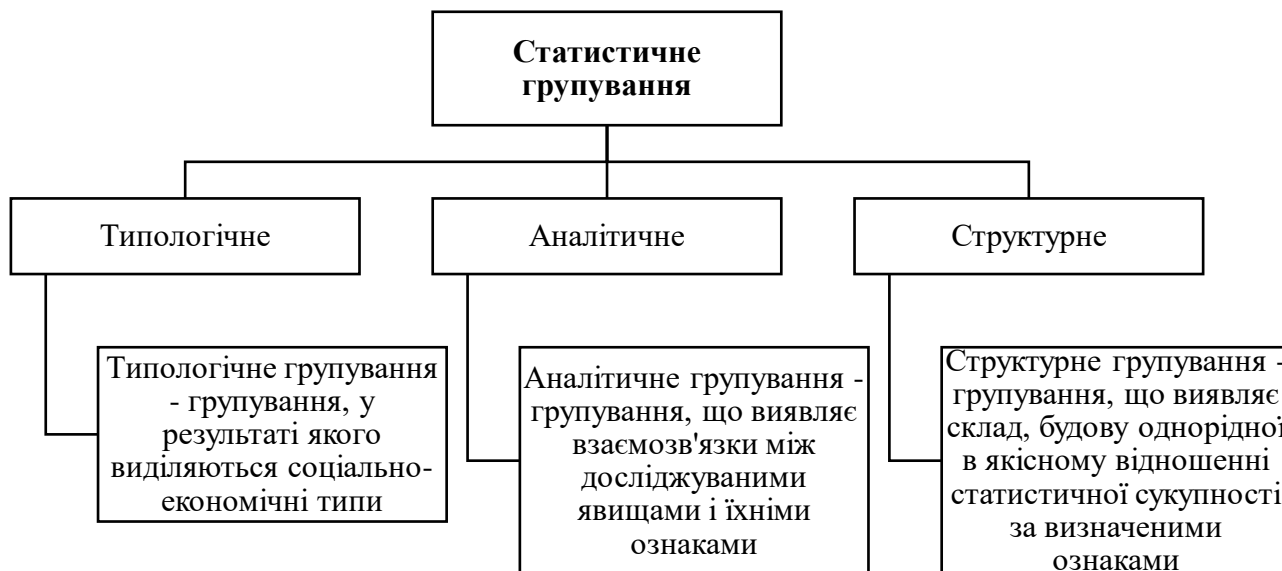 Статистичне
групування
Типологічне
Аналітичне
Структурне
Типологічне групування
- групування, у
результаті якого
виділяються соціально-
економічні типи
Аналітичне групування -
групування, що виявляє
взаємозв'язки між
досліджуваними
явищами і їхніми
ознаками
Структурне групування -
групування, що виявляє
склад, будову однорідної
в якісному відношенні
статистичної сукупності
за визначеними
ознаками